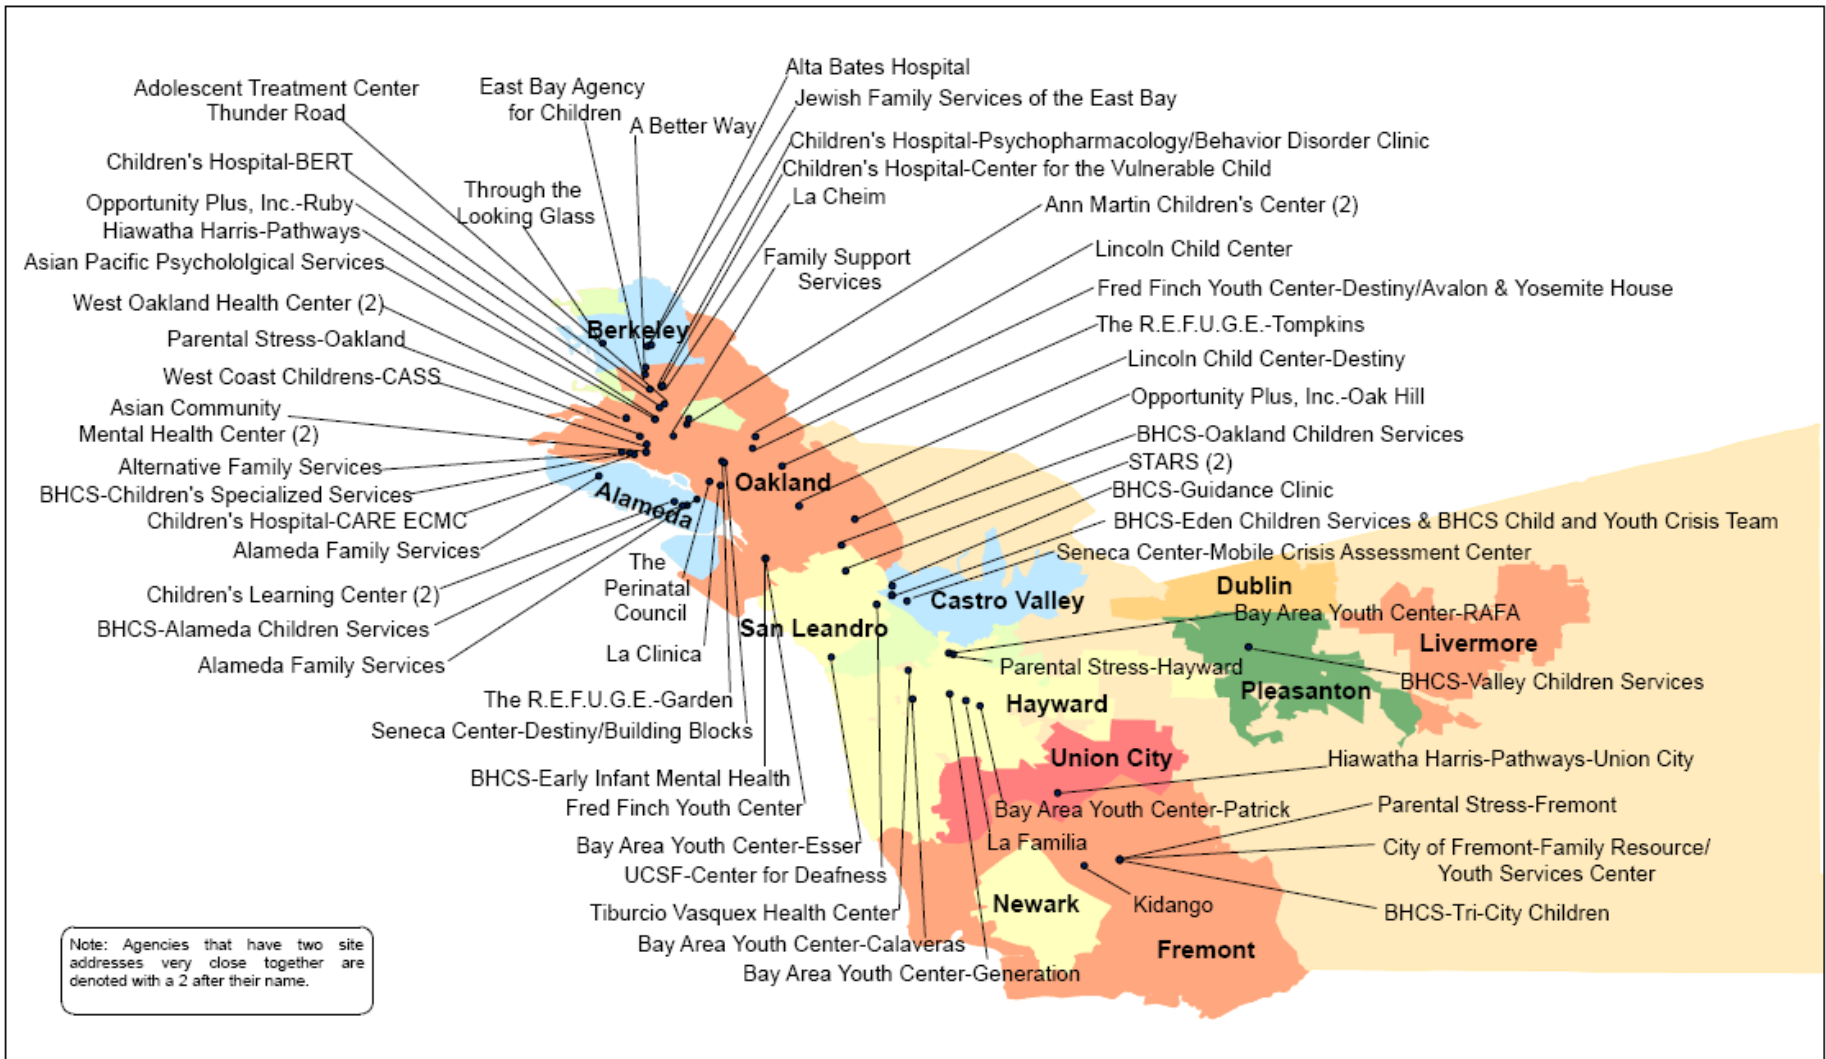 Adolescent Treatment Center
Thunder Road
East Bay Agency
for Children
A Better Way
Alta Bates Hospital
Jewish Family Services of the East Bay
Children's Hospital-Psychopharmacology/Behavior Disorder Clinic
Children's Hospital-Center for the Vulnerable Child
La Cheim
Ann Martin Children's Center (2)
Children's Hospital-BERT
Through the
Looking Glass
Opportunity Plus, Inc.-Ruby
Hiawatha Harris-Pathways
Asian Pacific Psychololgical Services
Family Support
Services
Lincoln Child Center
Fred Finch Youth Center-Destiny/Avalon & Yosemite House
West Oakland Health Center (2)
The R.E.F.U.G.E.-Tompkins
Berkeley
Parental Stress-Oakland
Lincoln Child Center-Destiny
West Coast Childrens-CASS
Opportunity Plus, Inc.-Oak Hill
Asian Community
Mental Health Center (2)
BHCS-Oakland Children Services
Alternative Family Services
STARS (2)
BHCS-Children's Specialized Services
Alameda
Oakland
BHCS-Guidance Clinic
Children's Hospital-CARE ECMC
BHCS-Eden Children Services & BHCS Child and Youth Crisis Team
Alameda Family Services
Seneca Center-Mobile Crisis Assessment Center
The
Perinatal
Council
Children's Learning Center (2)
Castro Valley
Dublin
Bay Area Youth Center-RAFA
BHCS-Alameda Children Services
San Leandro
Livermore
Alameda Family Services
La Clinica
Parental Stress-Hayward
BHCS-Valley Children Services
Pleasanton
The R.E.F.U.G.E.-Garden
Hayward
Seneca Center-Destiny/Building Blocks
Union City
Hiawatha Harris-Pathways-Union City
BHCS-Early Infant Mental Health
Fred Finch Youth Center
Bay Area Youth Center-Patrick
Parental Stress-Fremont
Bay Area Youth Center-Esser
La Familia
City of Fremont-Family Resource/
Youth Services Center
UCSF-Center for Deafness
Newark
Kidango
Tiburcio Vasquex Health Center
BHCS-Tri-City Children
Bay Area Youth Center-Calaveras
Fremont
Bay Area Youth Center-Generation
Note: Agencies that have two site
addresses very close together are
denoted with a 2 after their name.